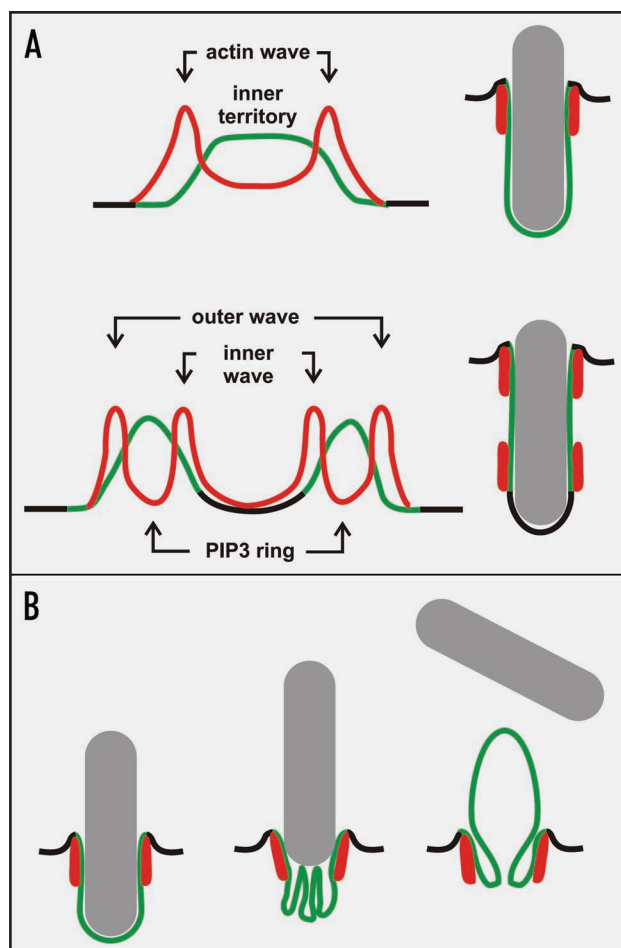 A
actin wave
inner
territory
outer wave
inner
wave
PIP3 ring
B